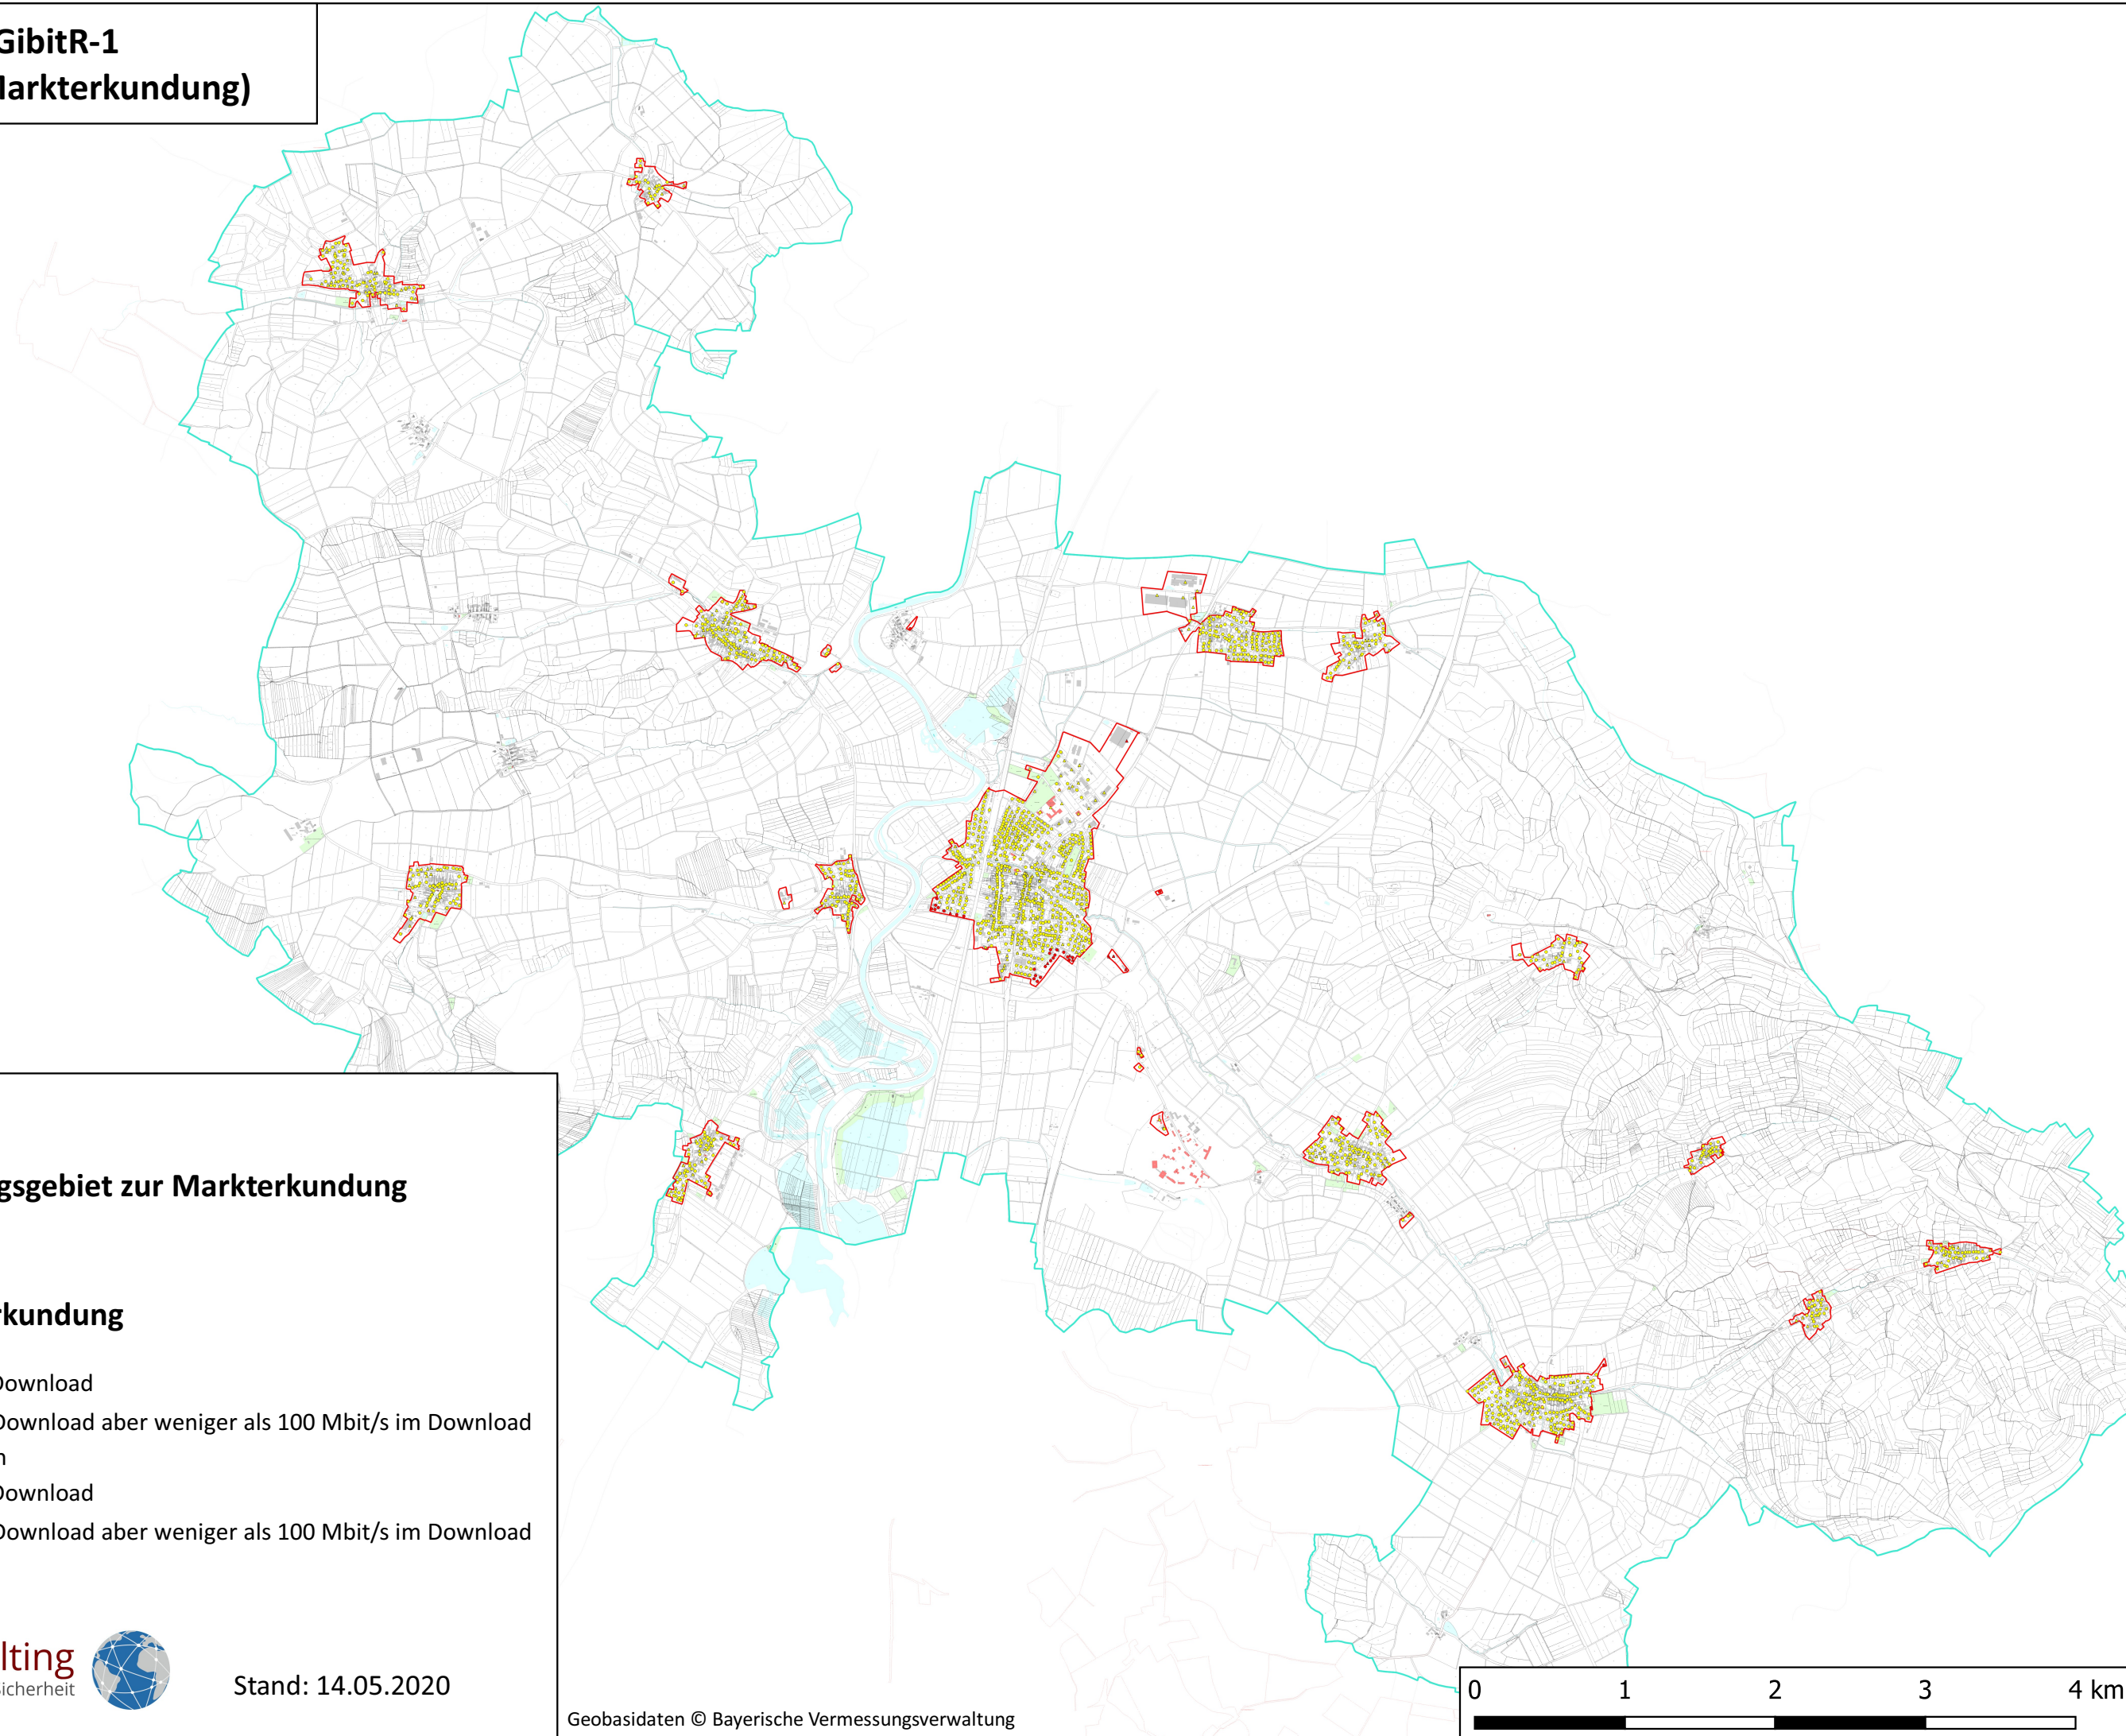 GibitR-1
Markterkundung)
gsgebiet zur Markterkundung
rkundung
Download
Download aber weniger als 100 Mbit/s im Download
n
Download
Download aber weniger als 100 Mbit/s im Download
lting
Sicherheit
Stand: 14.05.2020
Geobasidaten © Bayerische Vermessungsverwaltung
0 1 2 3 4 km